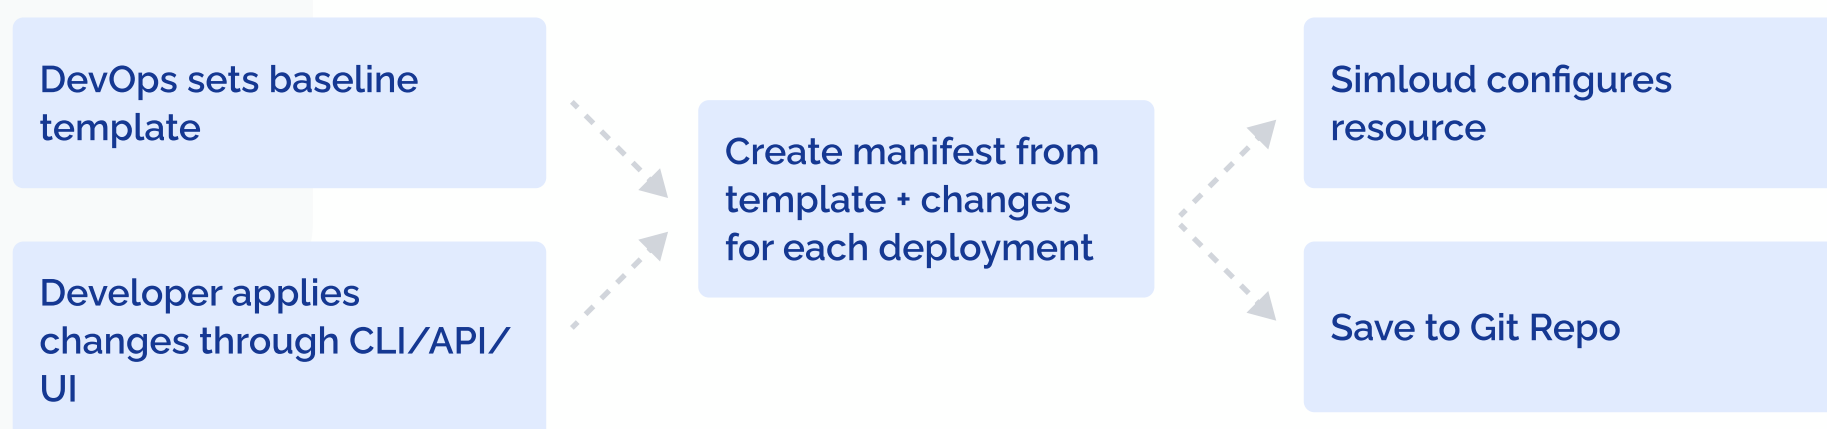 DevOps sets baseline
template
Developer applies
changes through CLI/API/
UI
Create manifest from
template + changes
for each deployment
Simloud configures
resource
Save to Git Repo